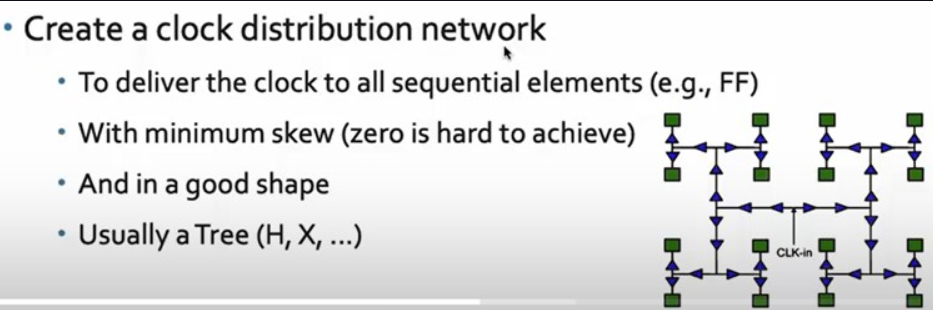 • Create a clock distribution network
• To deliver the clock to all sequential elements (e.g., FF)
• With minimum skew (zero is hard to achieve)
• And in a good shape
• Usually a Tree (H, X, ...)
CLK-in